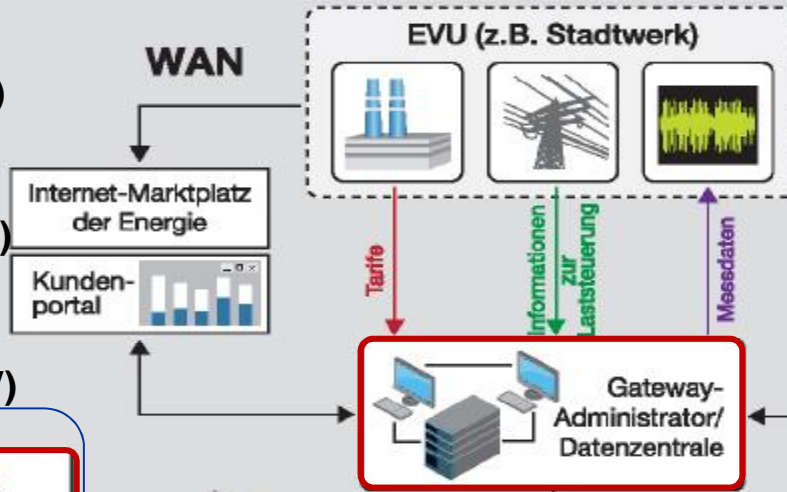 WAN
EVU (z.B. Stadtwerk)
)
Internet-Marktplatz
der Energie
)
Kunden-
portal
Tarife
Informationen
zur
Laststeuerung
Messdaten
)
Gateway-
Administrator/
Datenzentrale